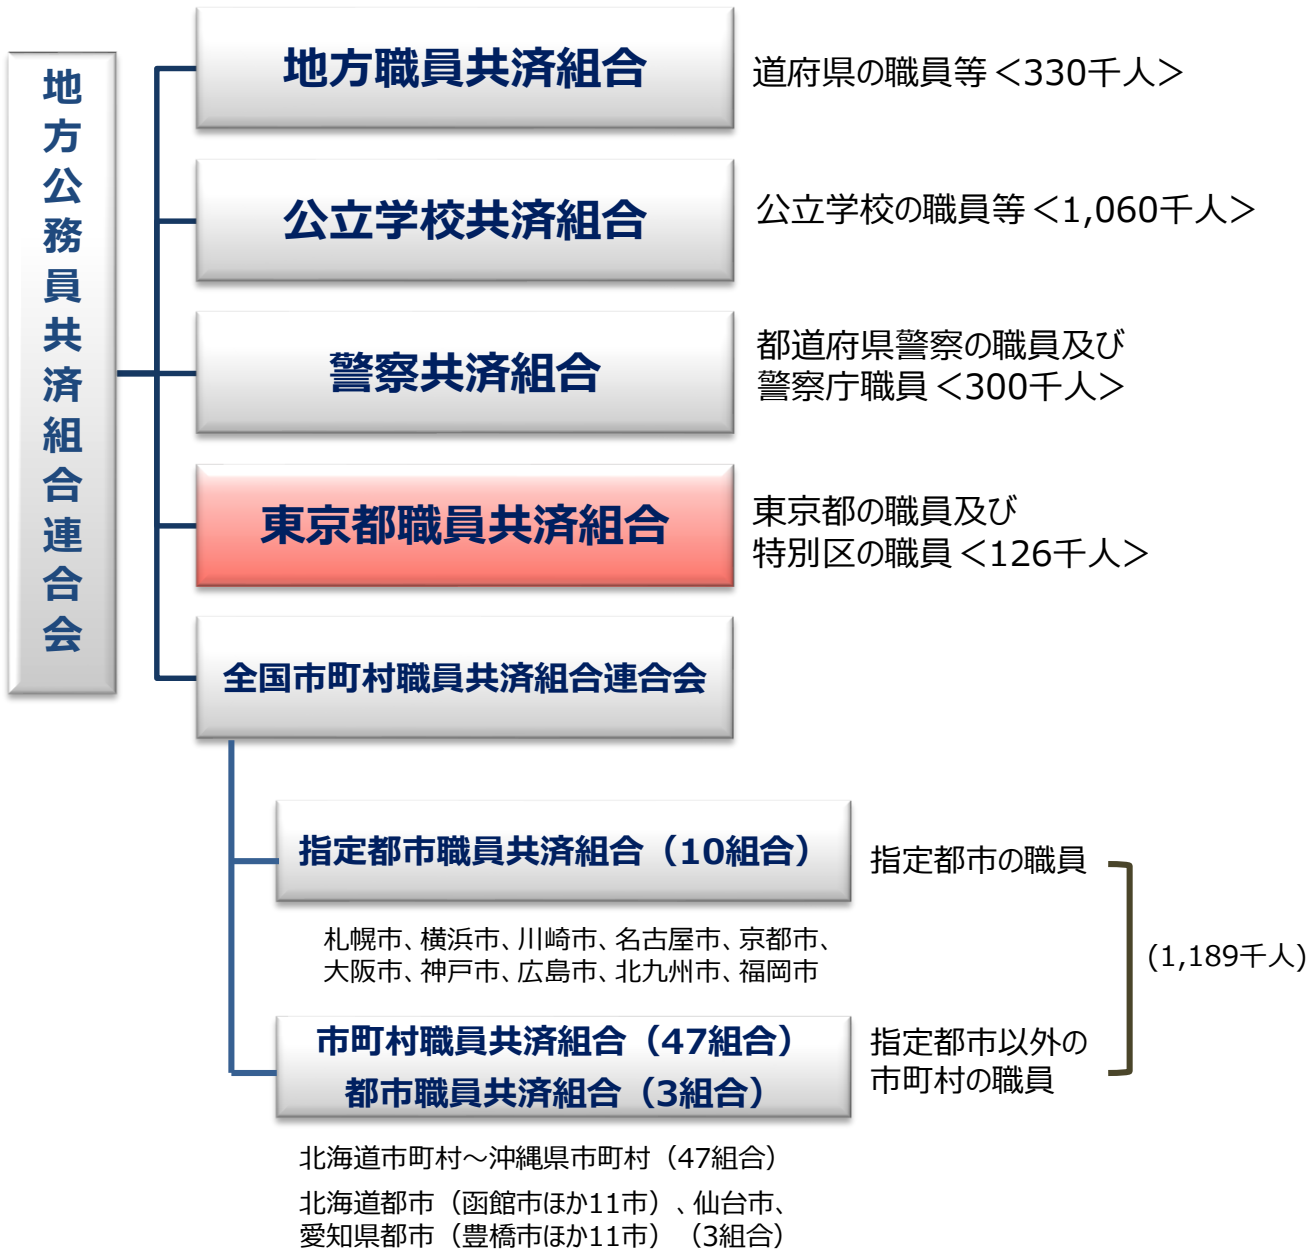 地方公務員共済組合連合会
地方職員共済組合
道府県の職員等＜330千人＞
公立学校共済組合
公立学校の職員等＜1,060千人＞
警察共済組合
都道府県警察の職員及び
警察庁職員＜300千人＞
東京都職員共済組合
東京都の職員及び
特別区の職員＜126千人＞
全国市町村職員共済組合連合会
指定都市職員共済組合（10組合）
指定都市の職員
札幌市、横浜市、川崎市、名古屋市、京都市、
大阪市、神戸市、広島市、北九州市、福岡市
(1,189千人)
市町村職員共済組合（47組合）
都市職員共済組合（3組合）
指定都市以外の
市町村の職員
北海道市町村～沖縄県市町村（47組合）
北海道都市（函館市ほか11市）、仙台市、
愛知県都市（豊橋市ほか11市）（3組合）